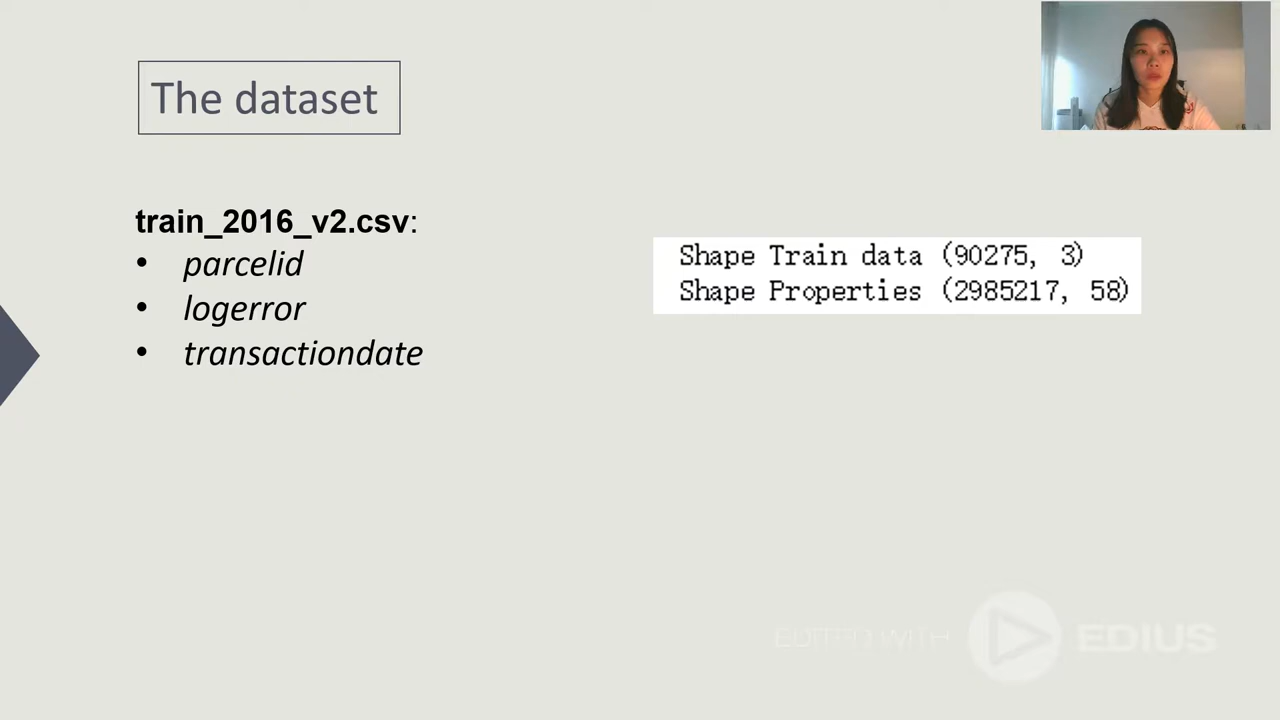 The dataset
train_2016_v2.csv:
• parcelid
• logerror
• transactiondate
Shape Train data (90275, 3)
Shape Properties (2985217, 58)
EDITED WITH
EDIUS